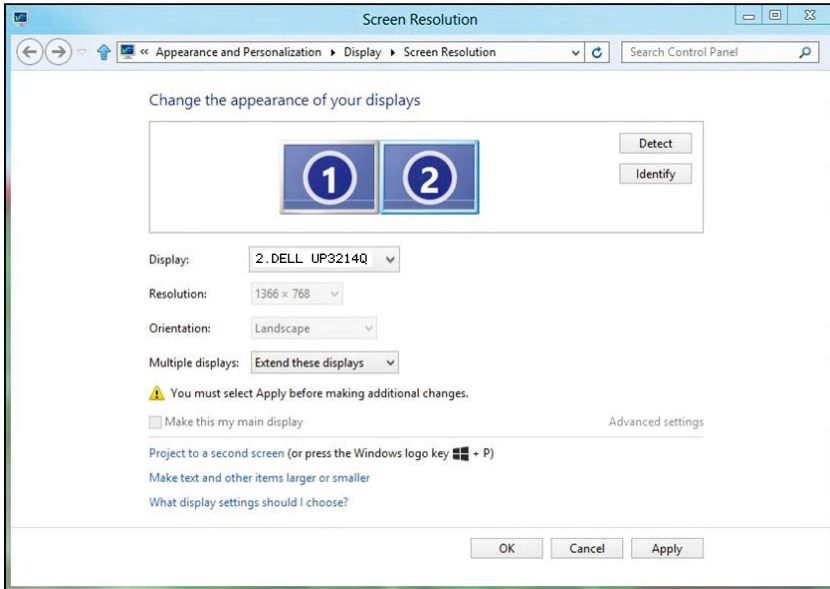 Screen Resolution
« Appearance and Personalization ▸ Display ▸ Screen Resolution Search Control Panel
Change the appearance of your displays
1 2
Detect
Identify
Display: 2.DELL UP3214Q
Resolution: 1366 × 768
Orientation: Landscape
Multiple displays: Extend these displays
You must select Apply before making additional changes.
Make this my main display Advanced settings
Project to a second screen (or press the Windows logo key + P)
Make text and other items larger or smaller
What display settings should I choose?
OK Cancel Apply